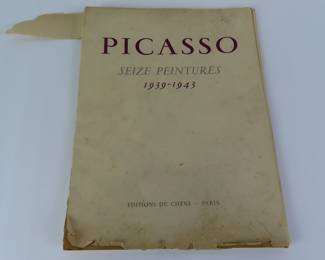 PICASSO
SEIZE PEINTURES
1939-1943
EDITIONS DU CHENE - PARIS